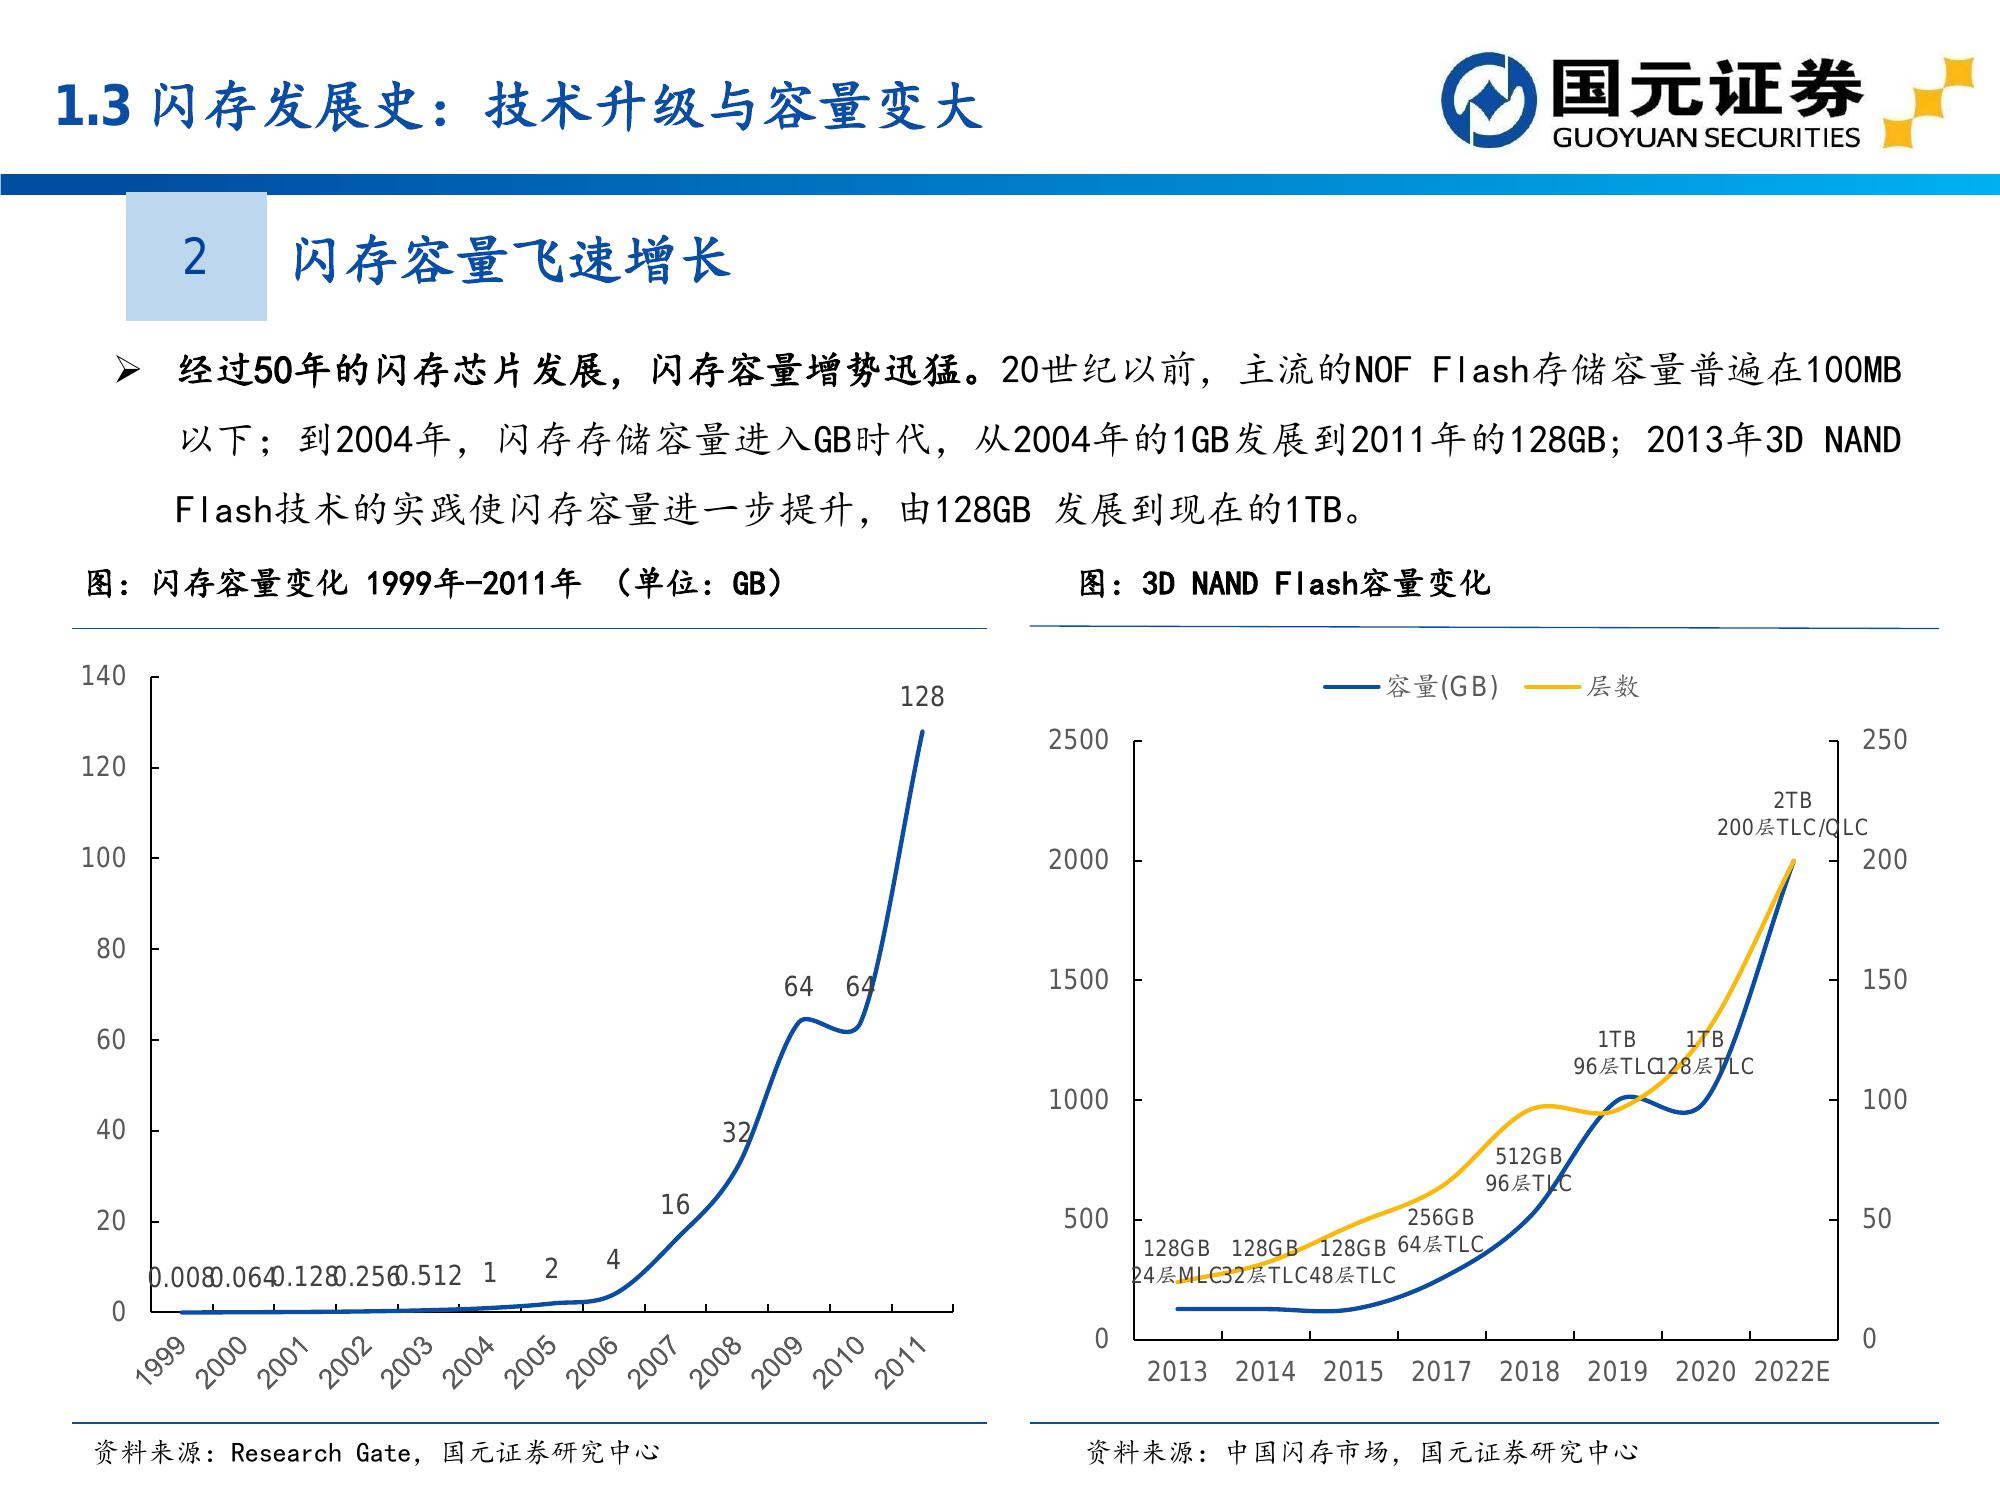 1.3 闪存发展史：技术升级与容量变大
国元证券
GUOYUAN SECURITIES
2
闪存容量飞速增长
➢ 经过50年的闪存芯片发展，闪存容量增势迅猛。20世纪以前，主流的NOF Flash存储容量普遍在100MB
以下；到2004年，闪存存储容量进入GB时代，从2004年的1GB发展到2011年的128GB；2013年3D NAND
Flash技术的实践使闪存容量进一步提升，由128GB 发展到现在的1TB。
图：闪存容量变化 1999年-2011年 （单位：GB）
140
120
100
80
60
40
20
0
0.008
0.064
0.128
0.256
0.512
1
2
4
16
32
64
64
128
1999
2000
2001
2002
2003
2004
2005
2006
2007
2008
2009
2010
2011
资料来源：Research Gate，国元证券研究中心
图：3D NAND Flash容量变化
容量(GB)
层数
2500
2000
1500
1000
500
0
250
200
150
100
50
0
128GB
24层MLC
128GB
32层TLC
128GB
48层TLC
256GB
64层TLC
512GB
96层TLC
1TB
96层TLC
1TB
128层TLC
2TB
200层TLC/QLC
2013
2014
2015
2017
2018
2019
2020
2022E
资料来源：中国闪存市场，国元证券研究中心